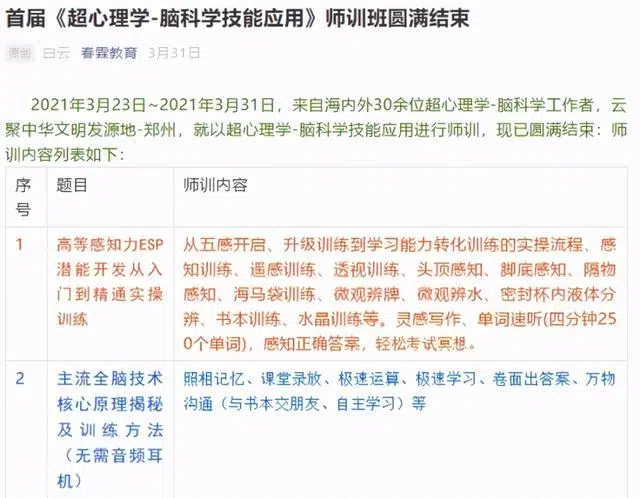 首届《超心理学-脑科学技能应用》师训班圆满结束
原创 白云 春霖教育 3月31日
2021年3月23日~2021年3月31日，来自海内外30余位超心理学-脑科学工作者，云
聚中华文明发源地-郑州，就以超心理学-脑科学技能应用进行师训，现已圆满结束：师
训内容列表如下：
序号 题目 师训内容
1 高等感知力ESP
潜能开发从入
门到精通实操
训练
从五感开启、升级训练到学习能力转化训练的实操流程、感
知训练、遥感训练、透视训练、头顶感知、脚底感知、隔物
感知、海马袋训练、微观辨牌、微观辨水、密封杯内液体分
辨、书本训练、水晶训练等。灵感写作、单词速听(四分钟25
0个单词)，感知正确答案，轻松考试冥想。
2 主流全脑技术
核心原理揭秘
及训练方法
（无需音频耳
机）
照相记忆、课堂录放、极速运算、极速学习、卷面出答案、万物
沟通（与书本交朋友、自主学习）等